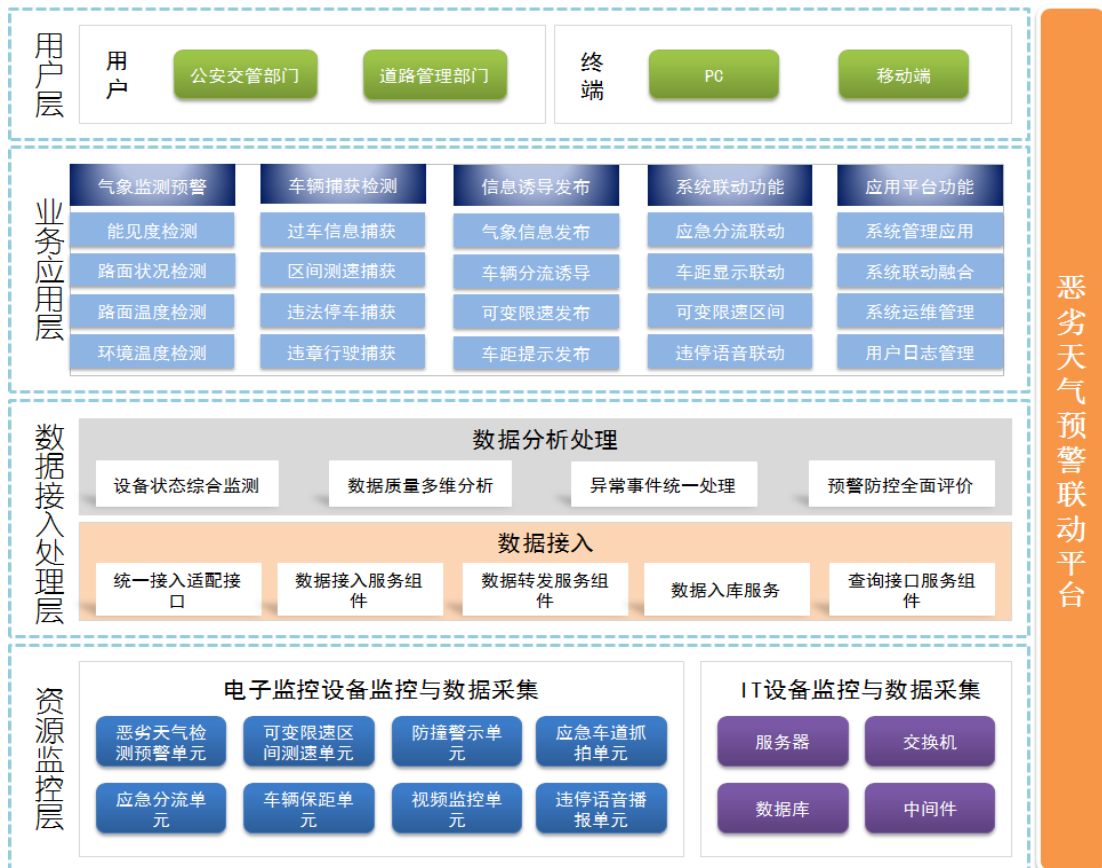 用户层
用户
公安交管部门
道路管理部门
终端
PC
移动端
业务应用层
气象监测预警
车辆捕获检测
信息诱导发布
系统联动功能
应用平台功能
能见度检测
过车信息捕获
气象信息发布
应急分流联动
系统管理应用
路面状况检测
区间测速捕获
车辆分流诱导
车距显示联动
系统联动融合
路面温度检测
违法停车捕获
可变限速发布
可变限速区间
系统运维管理
环境温度检测
违章行驶捕获
车距提示发布
违停语音联动
用户日志管理
数据接入处理层
数据分析处理
设备状态综合监测
数据质量多维分析
异常事件统一处理
预警防控全面评价
数据接入
统一接入适配接
口
数据接入服务组
件
数据转发服务组
件
数据入库服务
查询接口服务组
件
资源监控层
电子监控设备监控与数据采集
恶劣天气检
测预警单元
可变限速区
间测速单元
防撞警示单
元
应急车道抓
拍单元
应急分流单
元
车辆保距单
元
视频监控单
元
违停语音播
报单元
IT设备监控与数据采集
服务器
交换机
数据库
中间件
恶劣天气预警联动平台